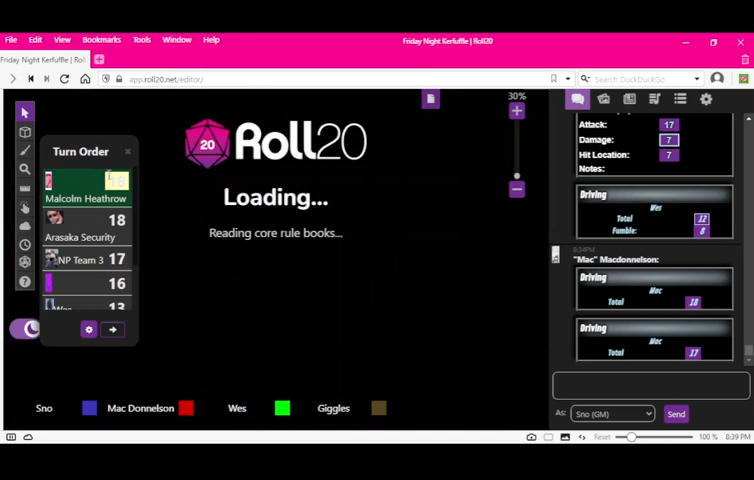 File Edit View Bookmarks Tools Window Help
Friday Night Kerfuffle | Roll20
Friday Night Kerfuffle | Roll
app.roll20.net/editor/
Search DuckDuckGo
30%
Turn Order
18
Malcolm Heathrow
18
Arasaka Security
NP Team 3 17
16
Wes 13
20
Roll20
Loading...
Reading core rule books...
Attack: 17
Damage: 7
Hit Location: 7
Notes:
Driving
Wes
Total 12
Fumble: 8
8:34PM
"Mac" Macdonnelson:
Driving
Mac
Total 18
Driving
Mac
Total 17
As: Sno (GM) Send
Sno Mac Donnelson Wes Giggles
Reset 100 % 8:39 PM